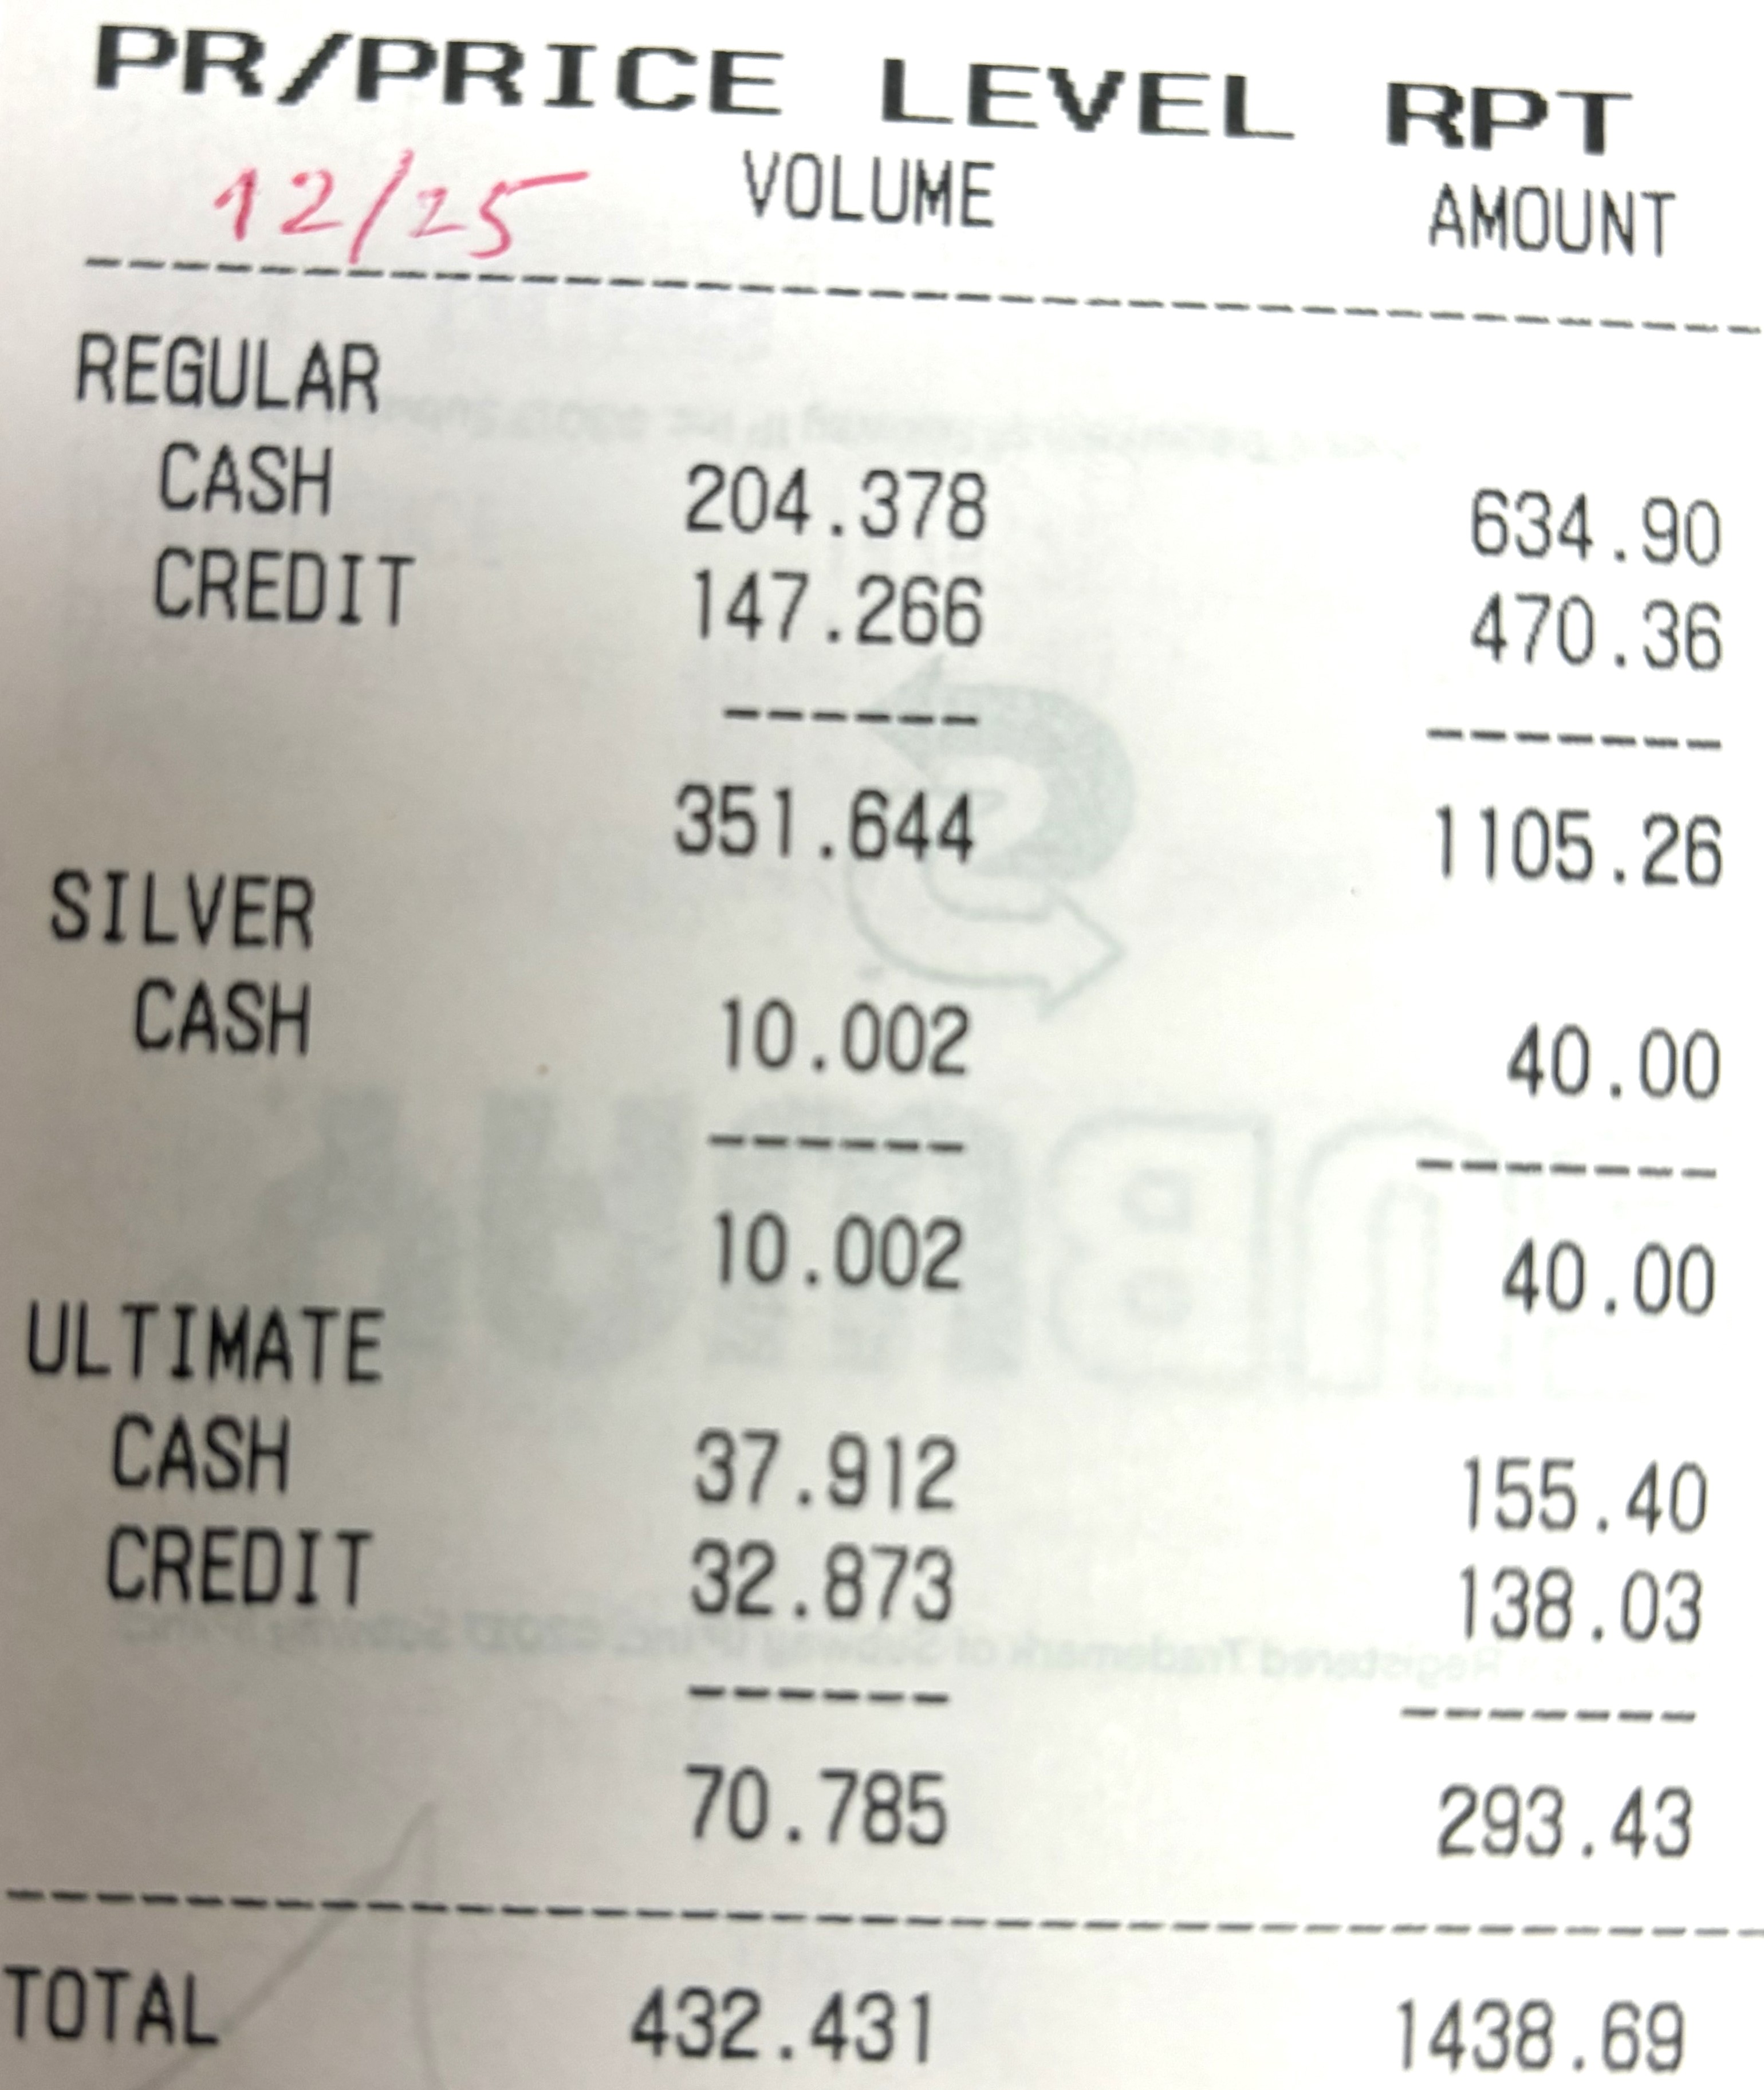 PR/PRICE LEVEL RPT
12/25 VOLUME AMOUNT
REGULAR
CASH 204.378 634.90
CREDIT 147.266 470.36
351.644 1105.26
SILVER
CASH 10.002 40.00
10.002 40.00
ULTIMATE
CASH 37.912 155.40
CREDIT 32.873 138.03
Registered Trademark of Subway IP Inc. ©2017 Subway IP Inc.
70.785 293.43
TOTAL 432.431 1438.69